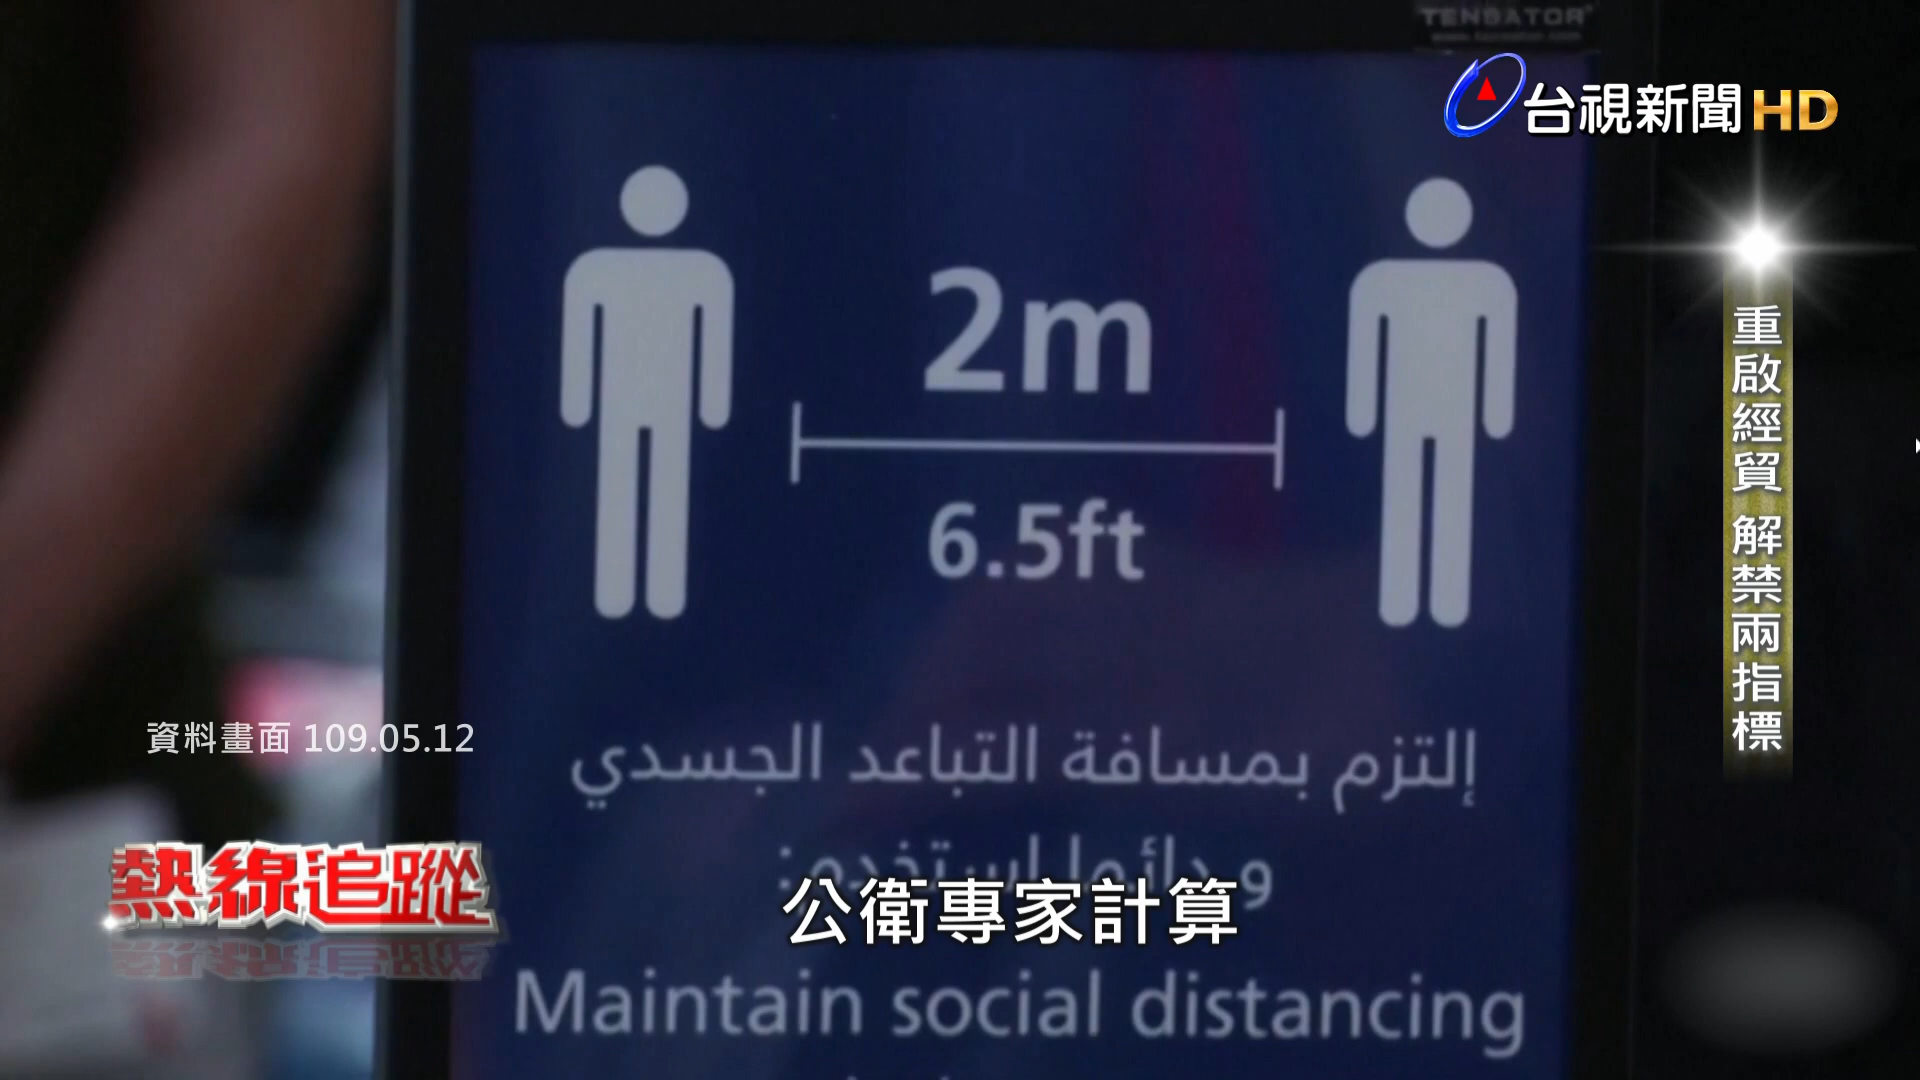 TENSATOR
台視新聞HD
2m
6.5ft
重啟經貿 解禁兩指標
資料畫面 109.05.12
إلتزم بمسافة التباعد الجسدي
و دائما استخدم:
熱線追蹤
公衛專家計算
Maintain social distancing